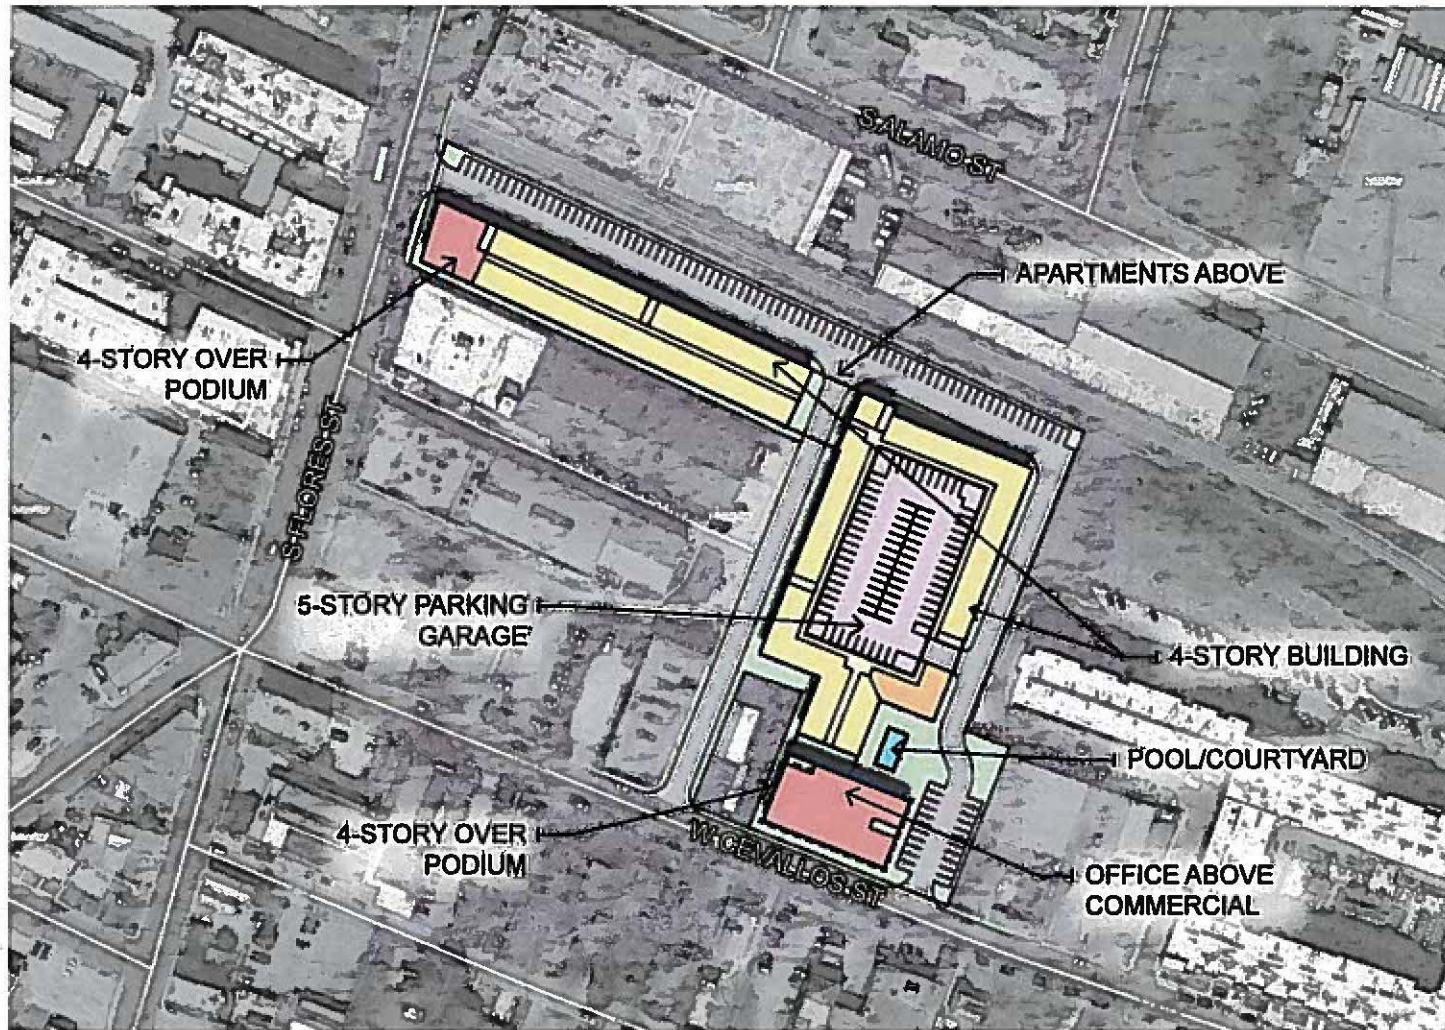 S ALAMO ST
APARTMENTS ABOVE
4-STORY OVER
PODIUM
S FLORES ST
5-STORY PARKING
GARAGE
4-STORY BUILDING
POOL/COURTYARD
4-STORY OVER
PODIUM
W CEVALLOS ST
OFFICE ABOVE
COMMERCIAL